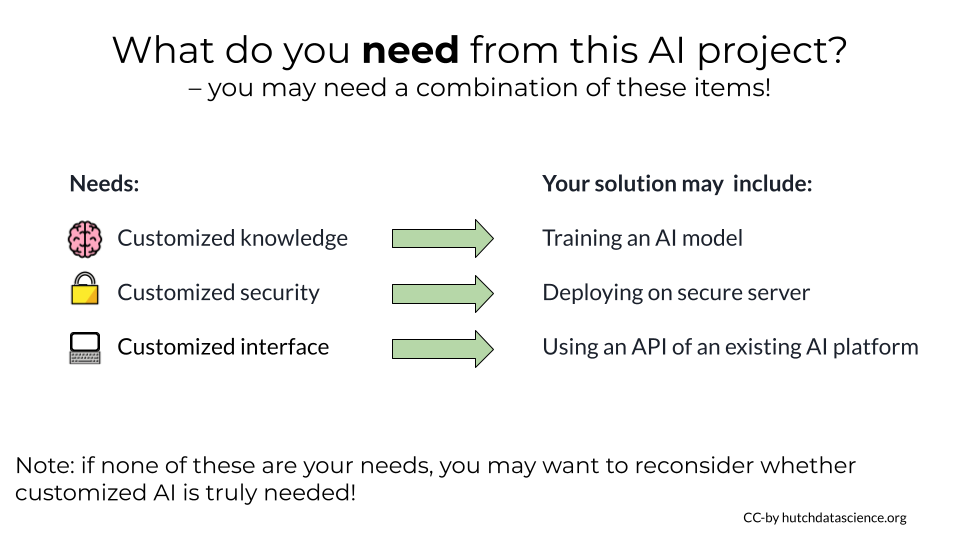 What do you need from this AI project?
– you may need a combination of these items!
Needs:
Your solution may  include:
Customized knowledge
Training an AI model
Customized security
Deploying on secure server
Customized interface
Using an API of an existing AI platform
Note: if none of these are your needs, you may want to reconsider whether
customized AI is truly needed!
CC-by hutchdatascience.org